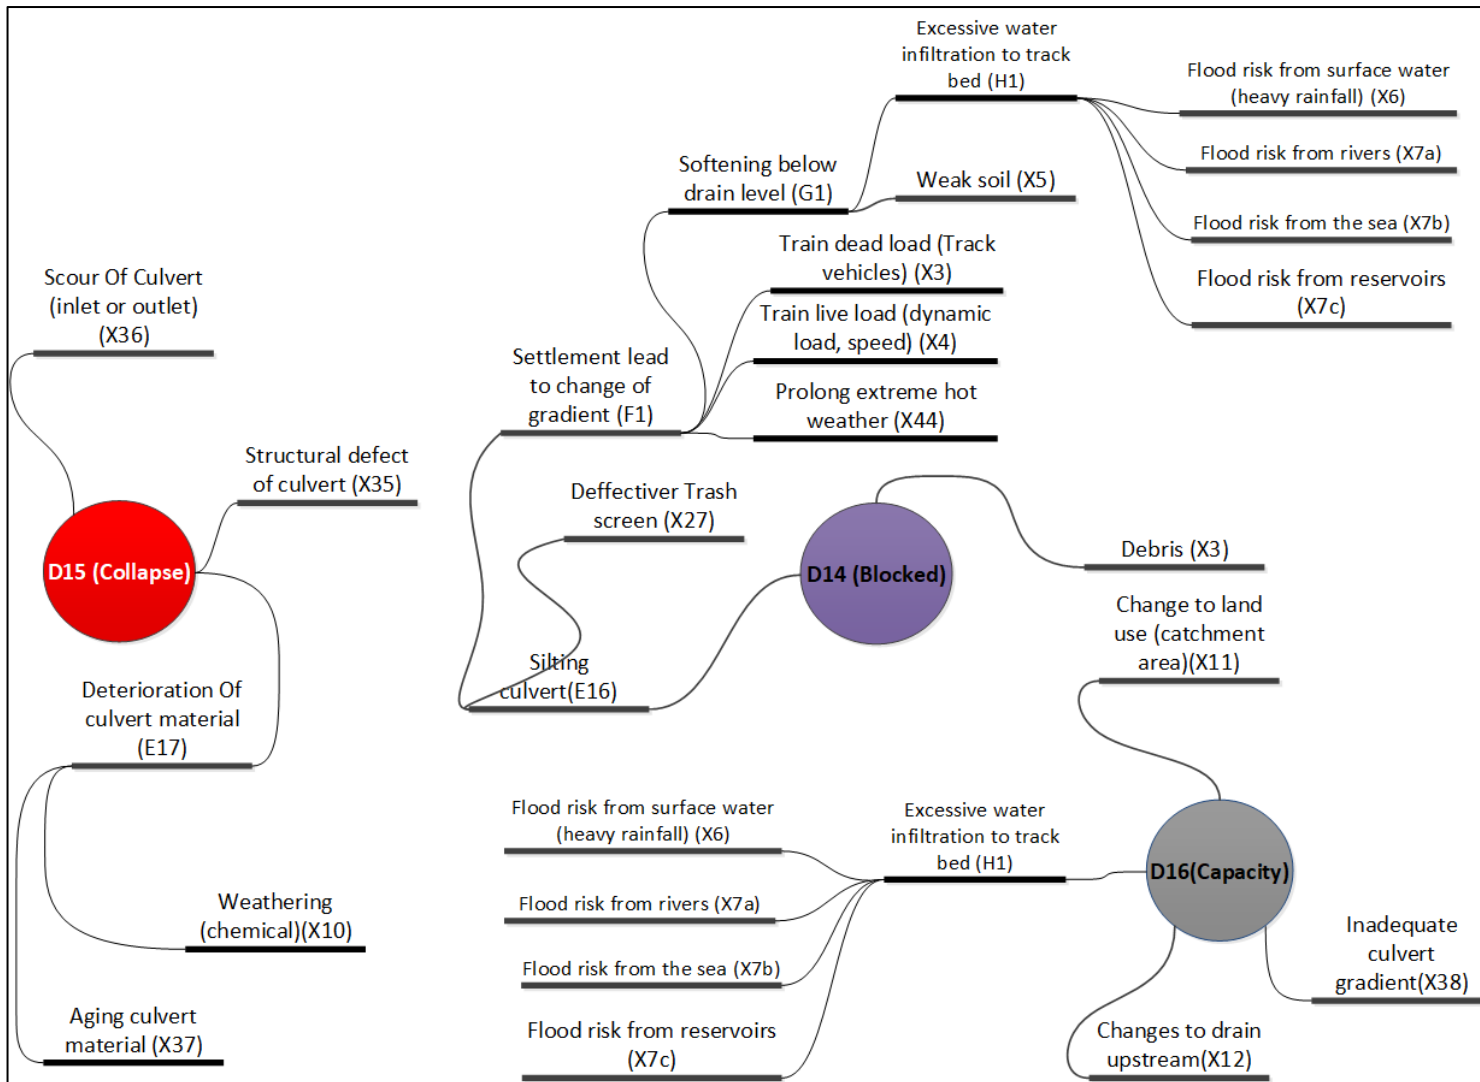 Excessive water
infiltration to track
bed (H1)
Flood risk from surface water
(heavy rainfall) (X6)
Flood risk from rivers (X7a)
Flood risk from the sea (X7b)
Flood risk from reservoirs
(X7c)
Softening below
drain level (G1)
Weak soil (X5)
Train dead load (Track
vehicles) (X3)
Train live load (dynamic
load, speed) (X4)
Prolong extreme hot
weather (X44)
Settlement lead
to change of
gradient (F1)
Scour Of Culvert
(inlet or outlet)
(X36)
Structural defect
of culvert (X35)
D15 (Collapse)
Deffectiver Trash
screen (X27)
D14 (Blocked)
Debris (X3)
Silting
culvert(E16)
Change to land
use (catchment
area)(X11)
Deterioration Of
culvert material
(E17)
Weathering
(chemical)(X10)
Aging culvert
material (X37)
Flood risk from surface water
(heavy rainfall) (X6)
Flood risk from rivers (X7a)
Flood risk from the sea (X7b)
Flood risk from reservoirs
(X7c)
Excessive water
infiltration to track
bed (H1)
D16(Capacity)
Inadequate
culvert
gradient(X38)
Changes to drain
upstream(X12)